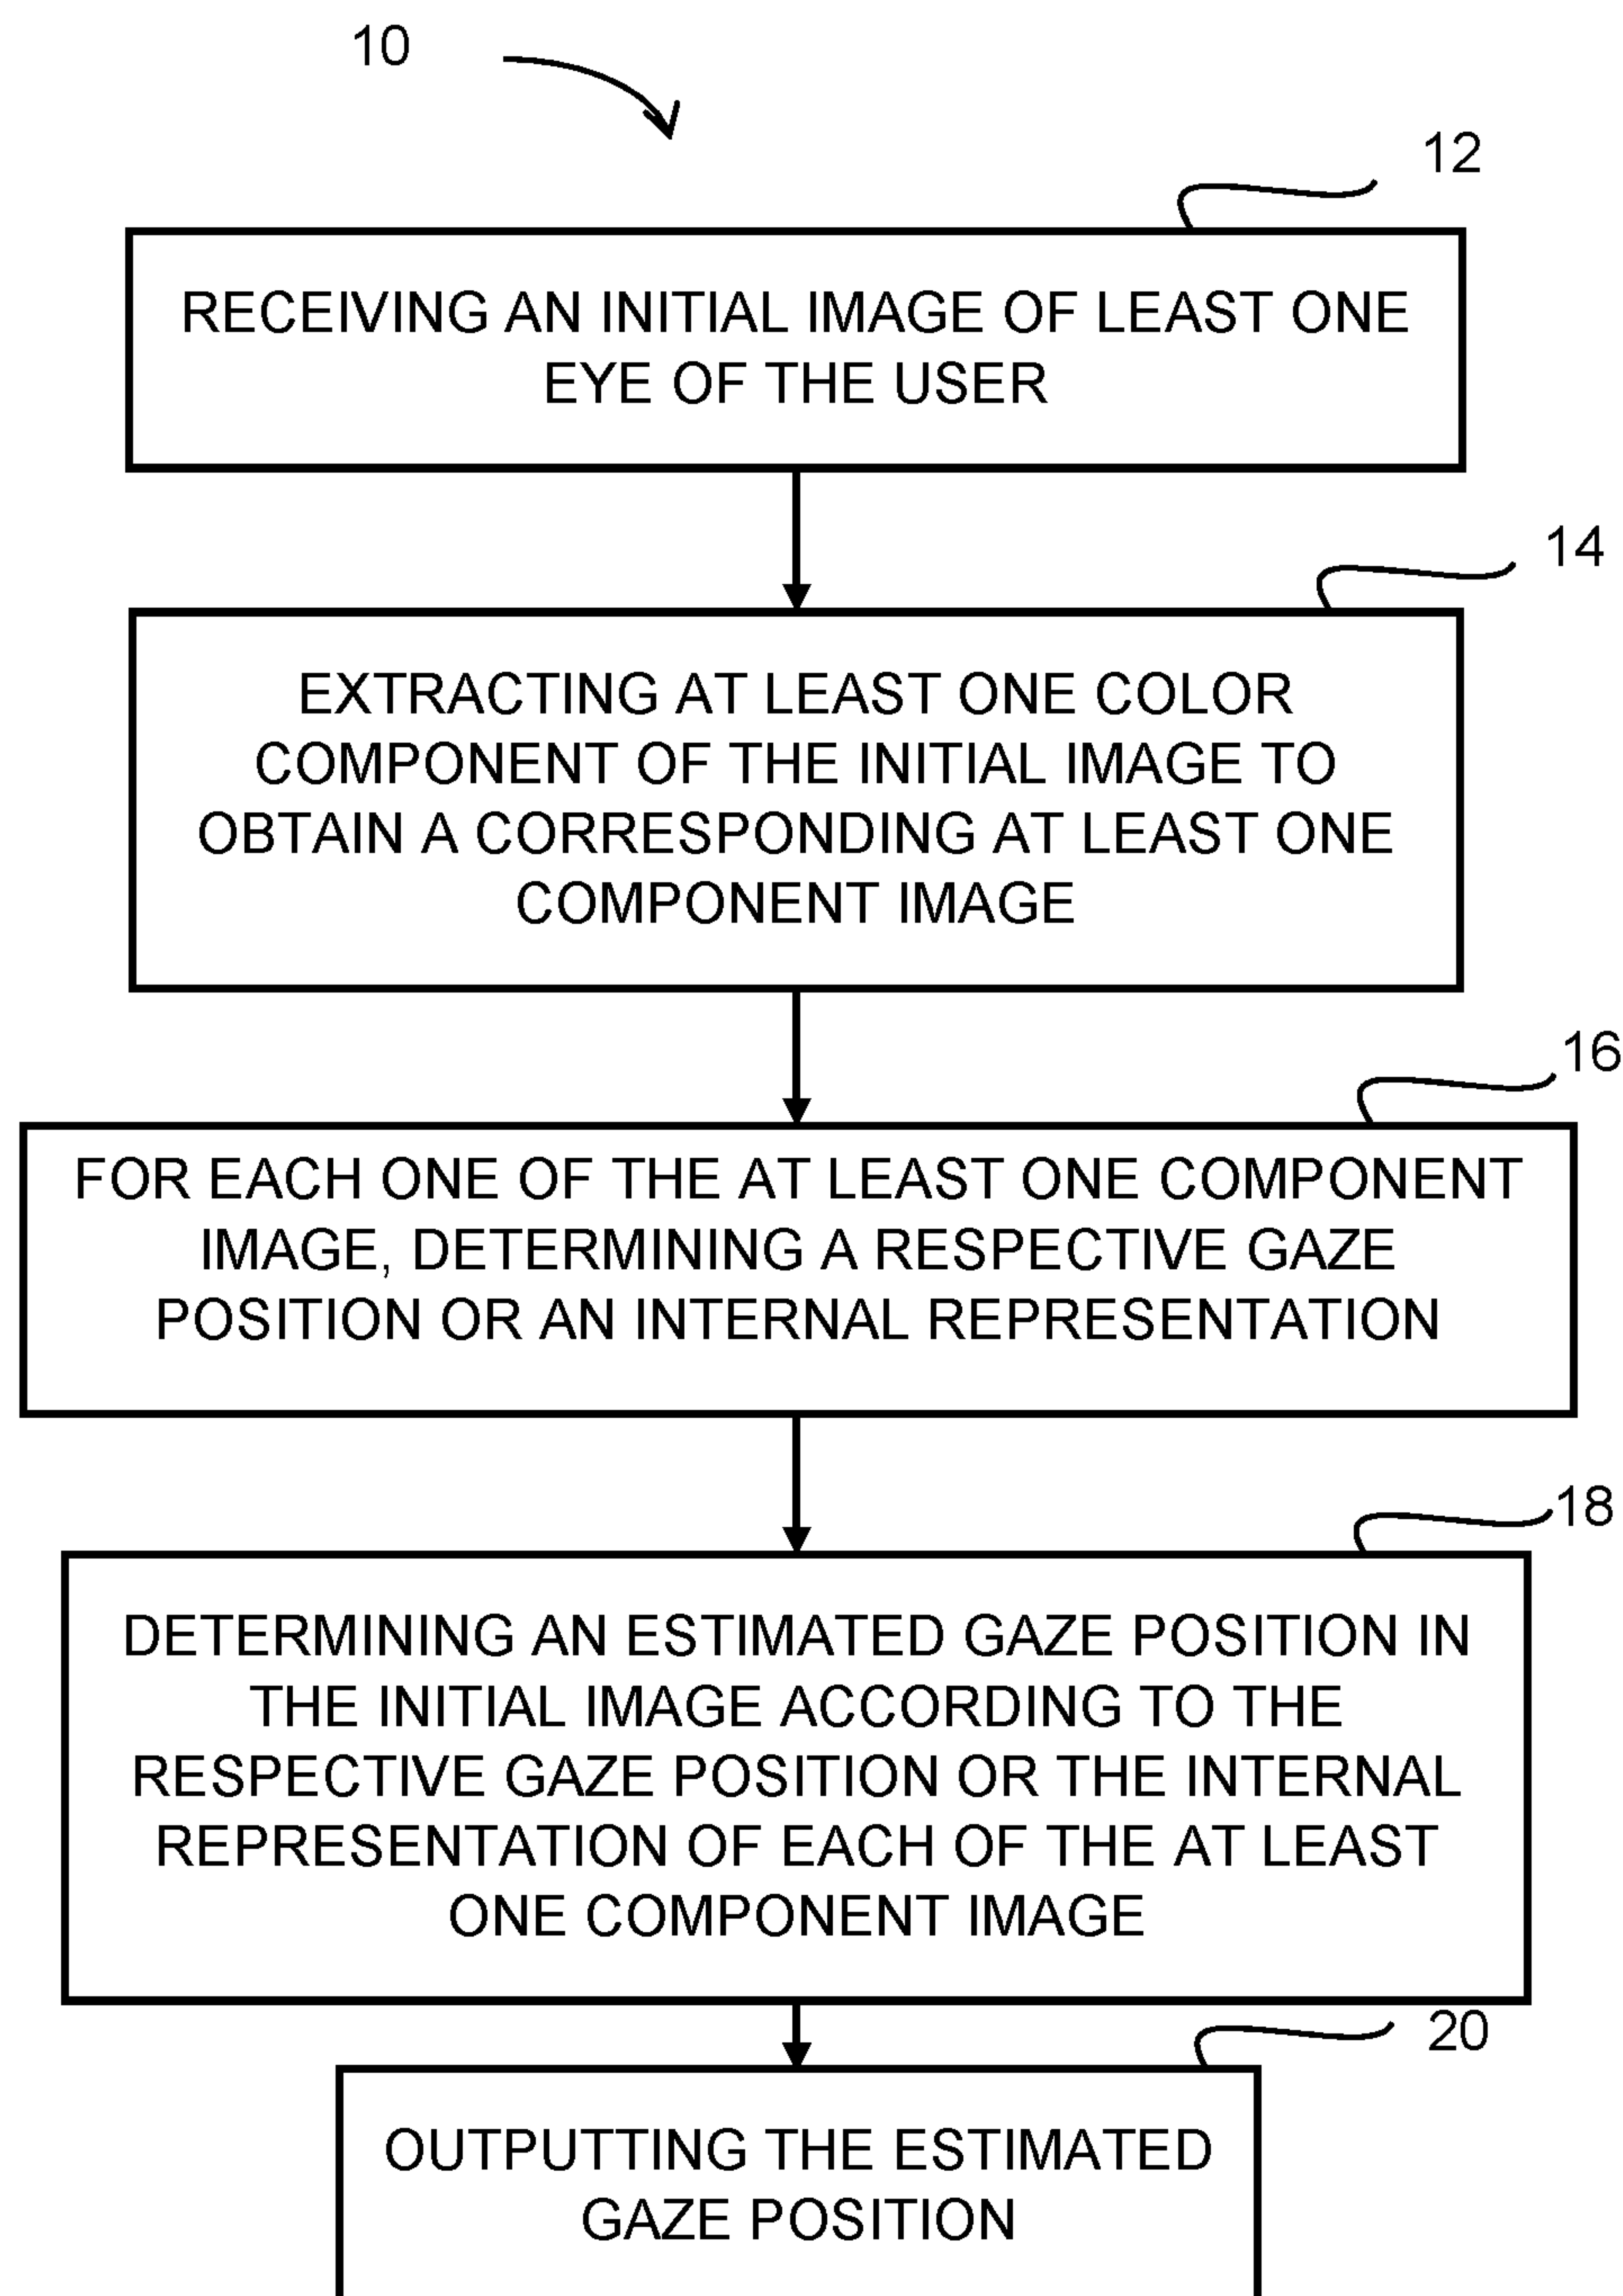 10
12
RECEIVING AN INITIAL IMAGE OF LEAST ONE
EYE OF THE USER
14
EXTRACTING AT LEAST ONE COLOR
COMPONENT OF THE INITIAL IMAGE TO
OBTAIN A CORRESPONDING AT LEAST ONE
COMPONENT IMAGE
16
FOR EACH ONE OF THE AT LEAST ONE COMPONENT
IMAGE, DETERMINING A RESPECTIVE GAZE
POSITION OR AN INTERNAL REPRESENTATION
18
DETERMINING AN ESTIMATED GAZE POSITION IN
THE INITIAL IMAGE ACCORDING TO THE
RESPECTIVE GAZE POSITION OR THE INTERNAL
REPRESENTATION OF EACH OF THE AT LEAST
ONE COMPONENT IMAGE
20
OUTPUTTING THE ESTIMATED
GAZE POSITION